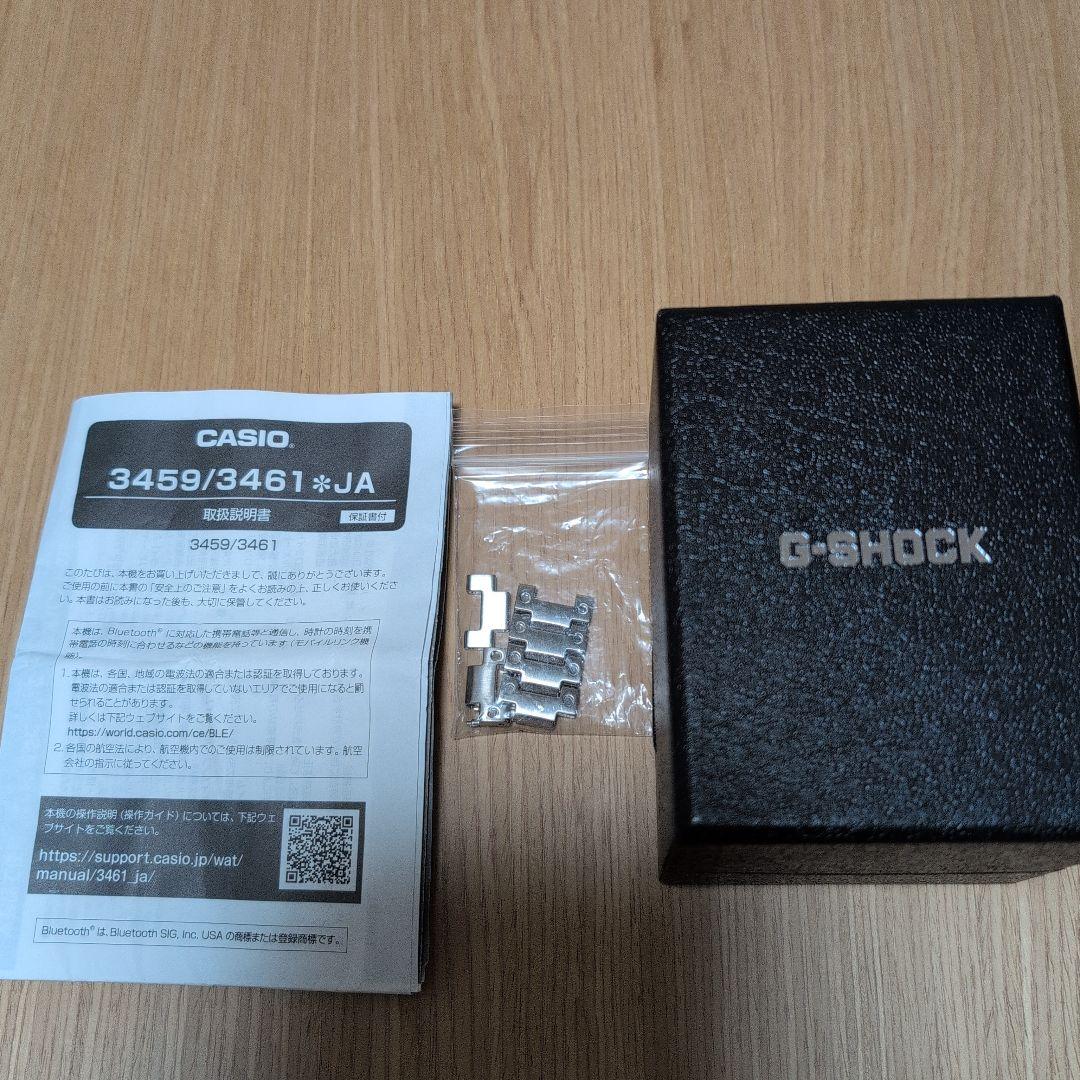 CASIO®
3459/3461＊JA
取扱説明書 保証書付
3459/3461
このたびは、本機をお買い上げいただきまして、誠にありがとうございます。
ご使用の前に本書の「安全上のご注意」をよくお読みの上、正しくお使いくださ
い。本書はお読みになった後も、大切に保管してください。
本機は、Bluetooth®に対応した携帯電話等と通信し、時計の時刻を携
帯電話の時刻に合わせるなどの機能を持っています(モバイルリンク機
能)。
1.本機は、各国、地域の電波法の適合または認証を取得しております。
電波法の適合または認証を取得していないエリアでご使用になると罰
せられることがあります。
詳しくは下記ウェブサイトをご覧ください。
https://world.casio.com/ce/BLE/
2.各国の航空法により、航空機内でのご使用は制限されています。航空
会社の指示に従ってください。
本機の操作説明(操作ガイド)については、下記ウェ
ブサイトをご覧ください。
https://support.casio.jp/wat/
manual/3461_ja/
Bluetooth®は、Bluetooth SIG, Inc. USAの商標または登録商標です。
G-SHOCK